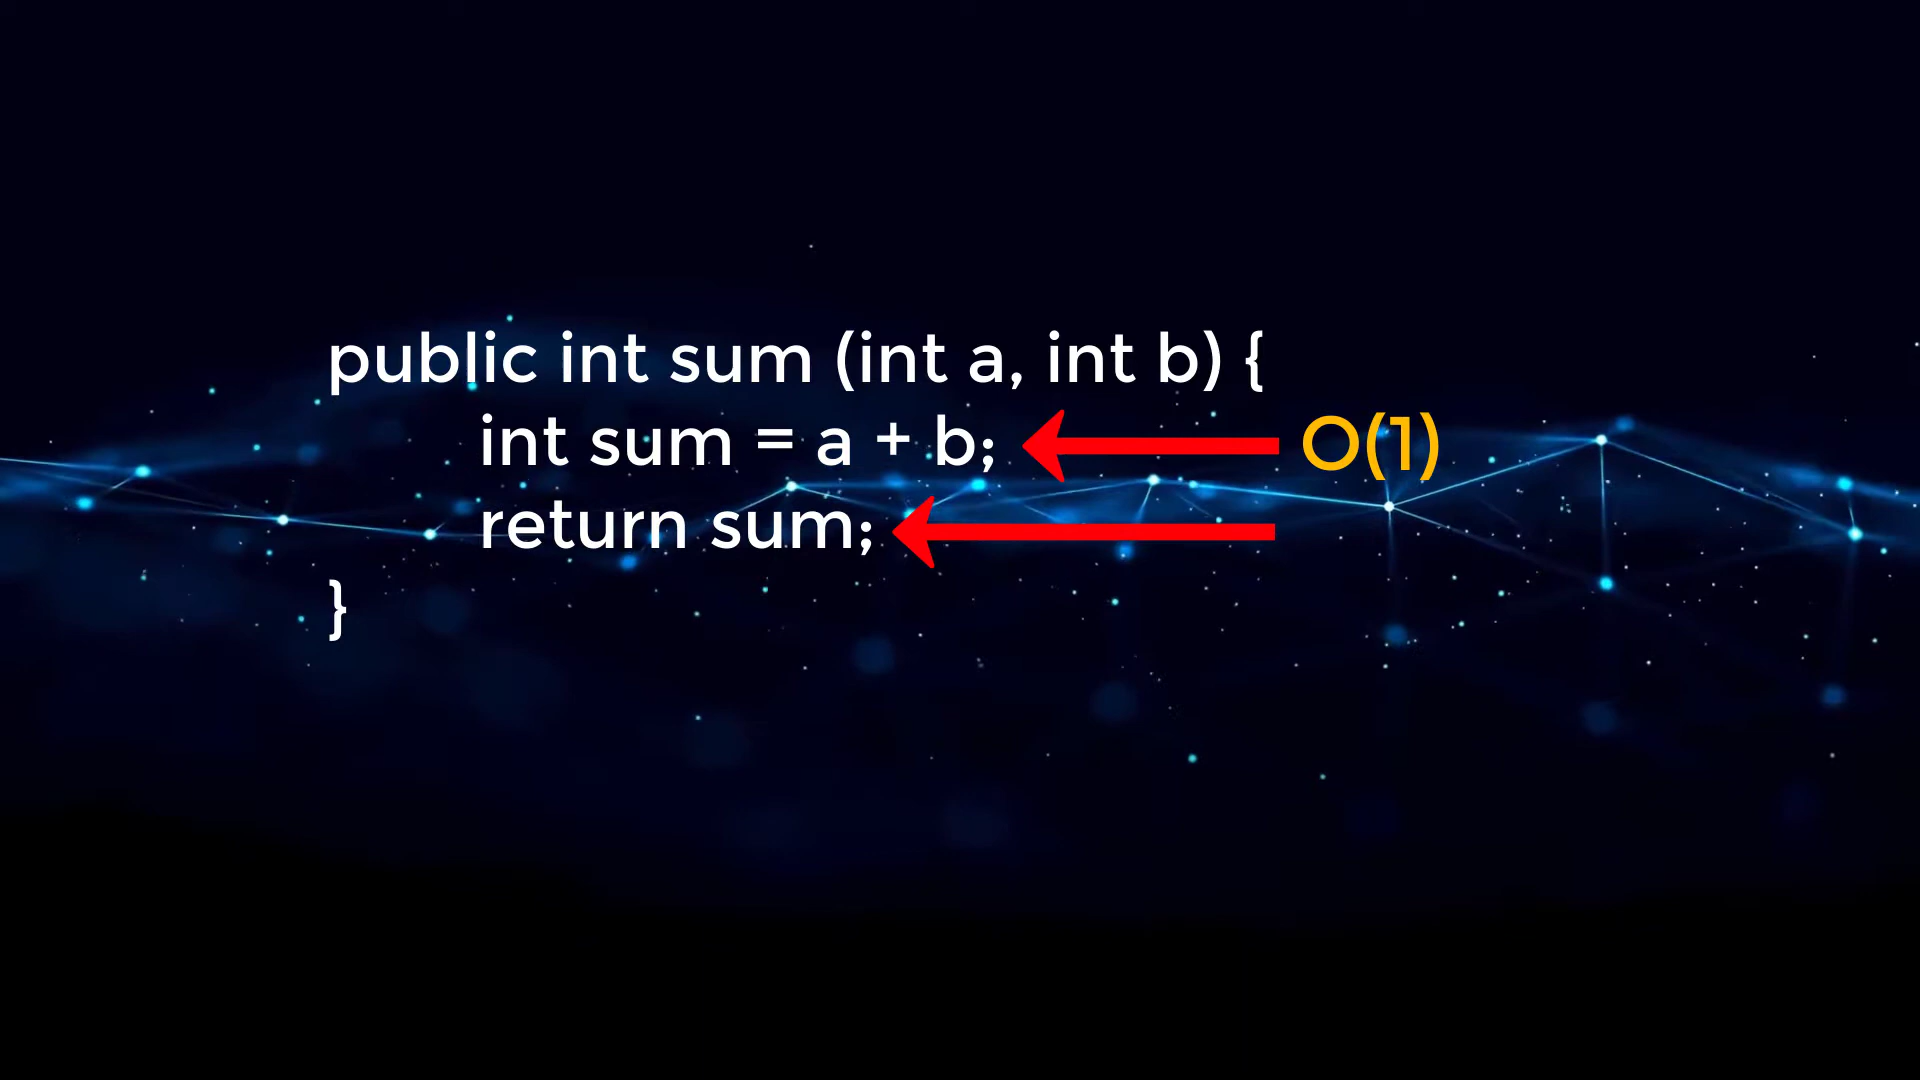 public int sum (int a, int b) {
int sum = a + b; O(1)
return sum;
}